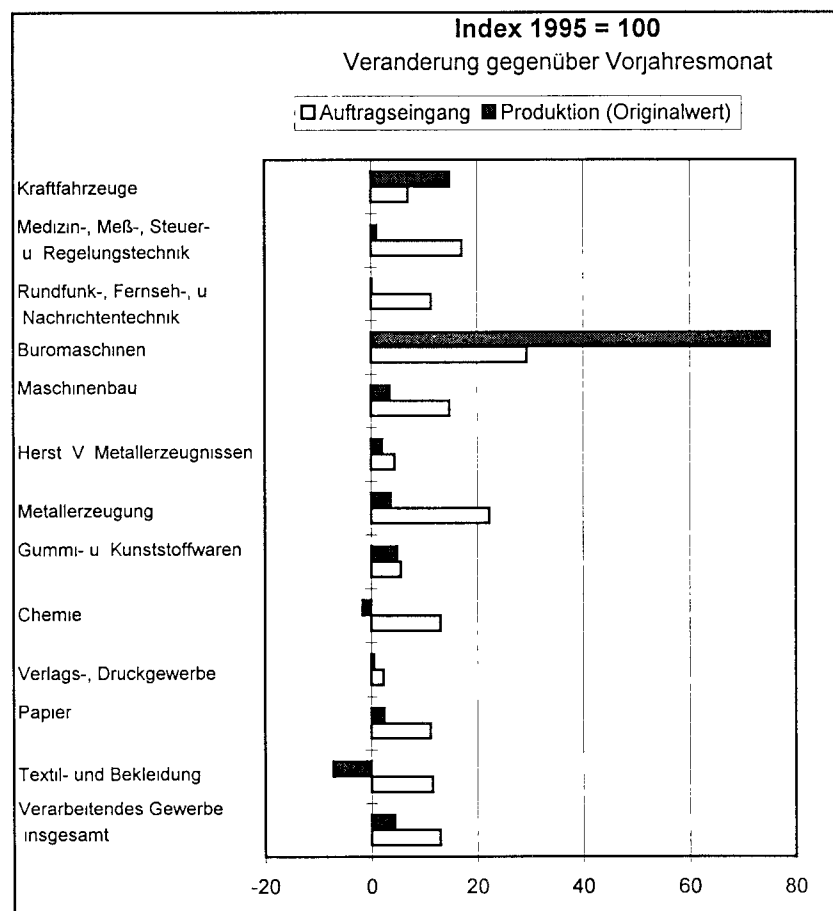 Index 1995 = 100
Veranderung gegenüber Vorjahresmonat
Auftragseingang Produktion (Originalwert)
Kraftfahrzeuge
Medizin-, Meß-, Steuer-
u Regelungstechnik
Rundfunk-, Fernseh-, u
Nachrichtentechnik
Buromaschinen
Maschinenbau
Herst V Metallerzeugnissen
Metallerzeugung
Gummi- u Kunststoffwaren
Chemie
Verlags-, Druckgewerbe
Papier
Textil- und Bekleidung
Verarbeitendes Gewerbe
insgesamt
-20 0 20 40 60 80